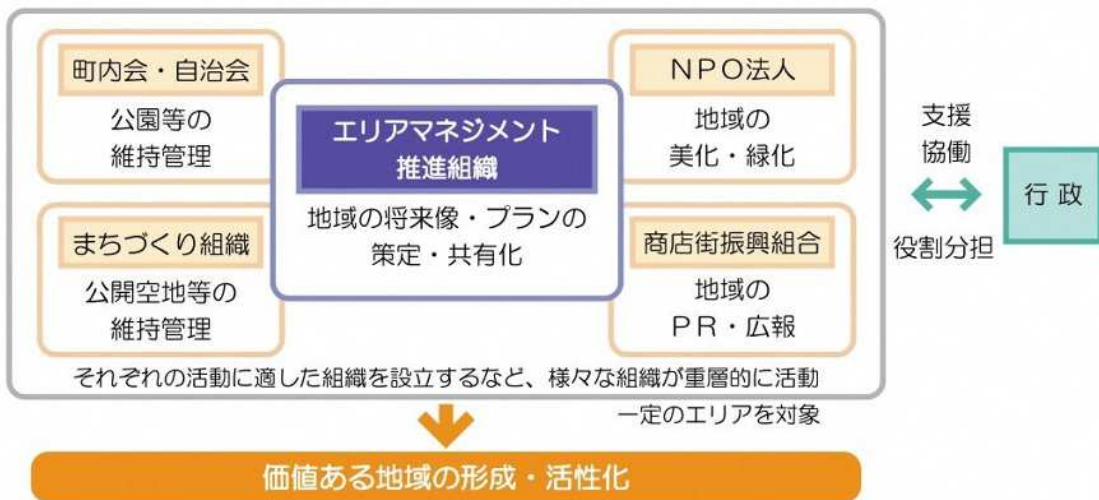 町内会・自治会
公園等の
維持管理
エリアマネジメント
推進組織
地域の将来像・プランの
策定・共有化
NPO法人
地域の
美化・緑化
まちづくり組織
公開空地等の
維持管理
商店街振興組合
地域の
PR・広報
それぞれの活動に適した組織を設立するなど、様々な組織が重層的に活動
一定のエリアを対象
支援
協働
役割分担
行政
価値ある地域の形成・活性化